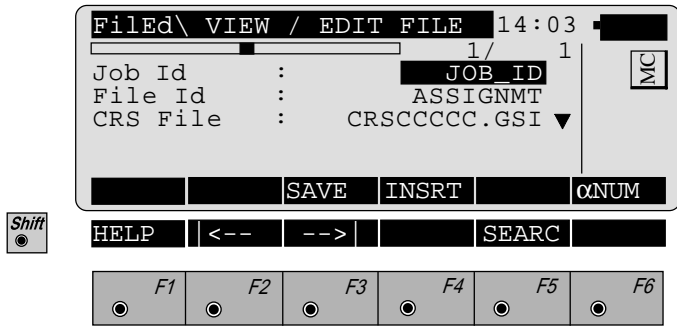 FilEd\ VIEW / EDIT FILE 14:03
1/ 1
MC
Job Id : JOB_ID
File Id : ASSIGNMT
CRS File : CRSCCCCC.GSI ▼
SAVE INSRT αNUM
Shift
HELP |<-- -->| SEARC
F1 F2 F3 F4 F5 F6